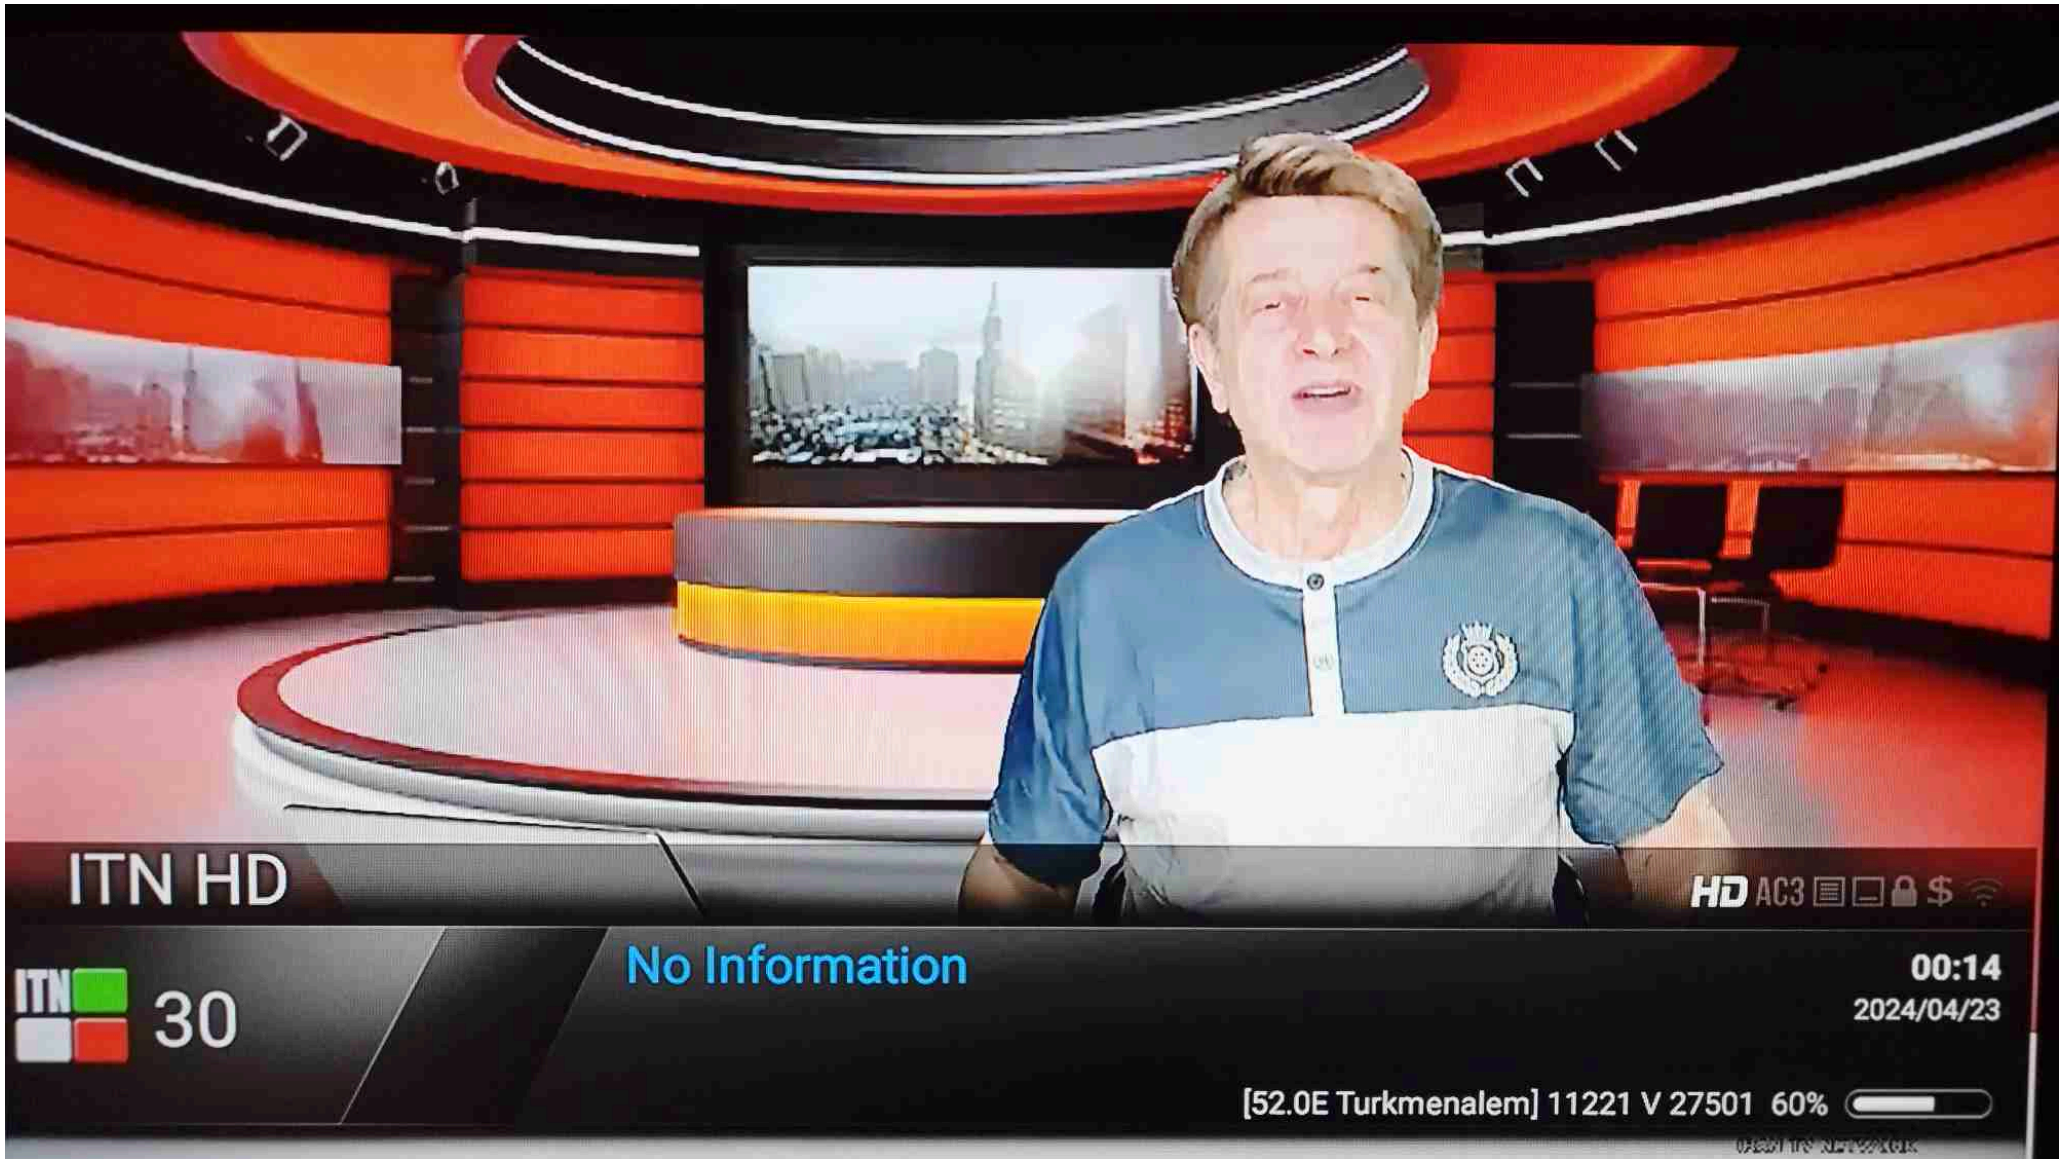 ITN HD
HD AC3 $
ITN
30
No Information
00:14
2024/04/23
[52.0E Turkmenalem] 11221 V 27501 60%